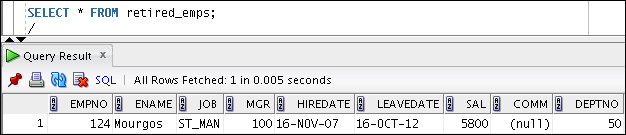 SELECT * FROM retired_emps;
/
Query Result x
SQL | All Rows Fetched: 1 in 0.005 seconds
EMPNO ENAME JOB MGR HIREDATE LEAVEDATE SAL COMM DEPTNO
1 124 Mourgos ST_MAN 100 16-NOV-07 16-OCT-12 5800 (null) 50